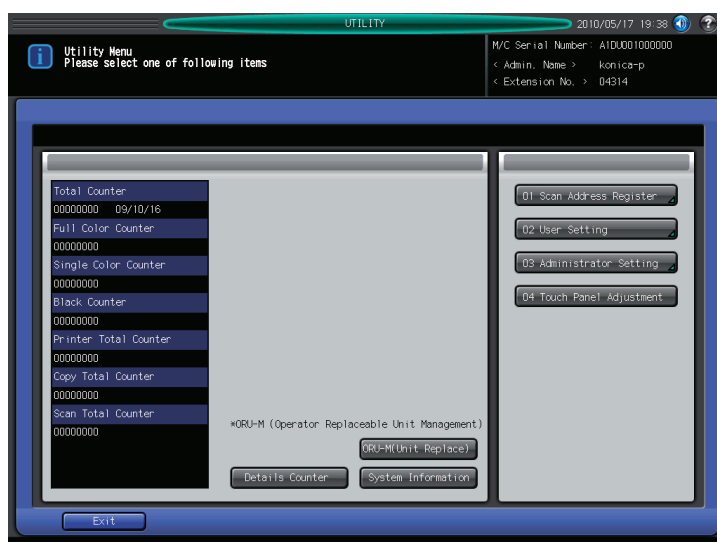 UTILITY
2010/05/17 19:38
Utility Menu
Please select one of following items
M/C Serial Number: A1DU001000000
< Admin. Name > konica-p
< Extension No. > 04314
Total Counter
00000000 09/10/16
Full Color Counter
00000000
Single Color Counter
00000000
Black Counter
00000000
Printer Total Counter
00000000
Copy Total Counter
00000000
Scan Total Counter
00000000
*ORU-M (Operator Replaceable Unit Management)
ORU-M(Unit Replace)
Details Counter
System Information
01 Scan Address Register
02 User Setting
03 Administrator Setting
04 Touch Panel Adjustment
Exit